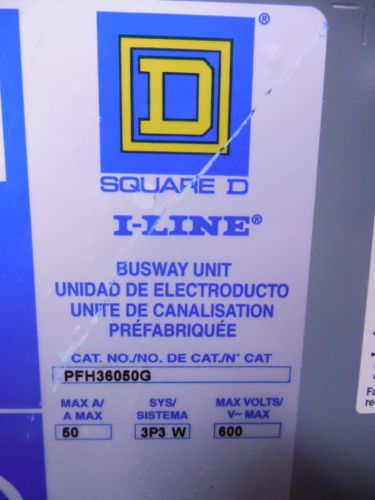 D
®
SQUARE D
I-LINE®
BUSWAY UNIT
UNIDAD DE ELECTRODUCTO
UNITE DE CANALISATION
PRÉFABRIQUÉE
CAT. NO./NO. DE CAT./N° CAT
PFH36050G
MAX A/ SYS/ MAX VOLTS/
A MAX SISTEMA V~ MAX
50 3P3 W 600